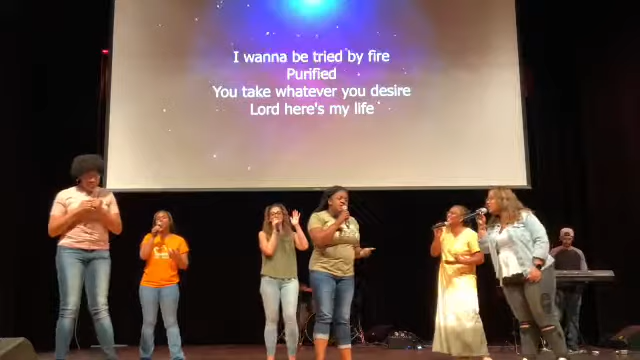 I wanna be tried by fire
Purified
You take whatever you desire
Lord here's my life